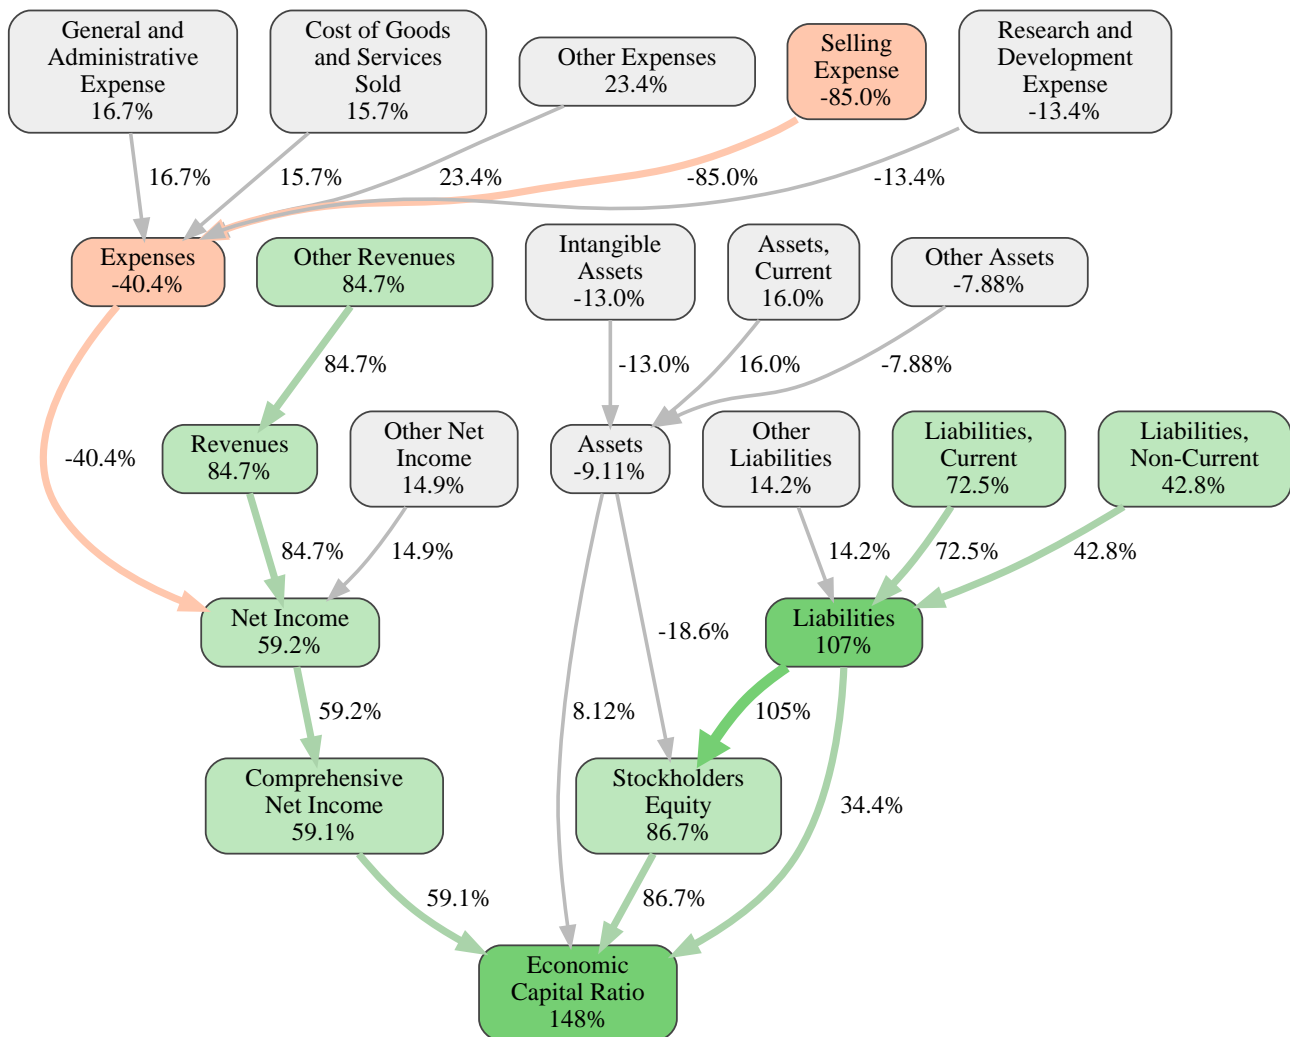 General and
Administrative
Expense
16.7%
Cost of Goods
and Services
Sold
15.7%
Other Expenses
23.4%
Selling
Expense
-85.0%
Research and
Development
Expense
-13.4%
16.7%
15.7%
23.4%
-85.0%
-13.4%
Expenses
-40.4%
Other Revenues
84.7%
Intangible
Assets
-13.0%
Assets,
Current
16.0%
Other Assets
-7.88%
84.7%
-13.0%
16.0%
-7.88%
-40.4%
Revenues
84.7%
Other Net
Income
14.9%
Assets
-9.11%
Other
Liabilities
14.2%
Liabilities,
Current
72.5%
Liabilities,
Non-Current
42.8%
84.7%
14.9%
14.2%
72.5%
42.8%
Net Income
59.2%
-18.6%
Liabilities
107%
59.2%
8.12%
105%
Comprehensive
Net Income
59.1%
Stockholders
Equity
86.7%
34.4%
59.1%
86.7%
Economic
Capital Ratio
148%